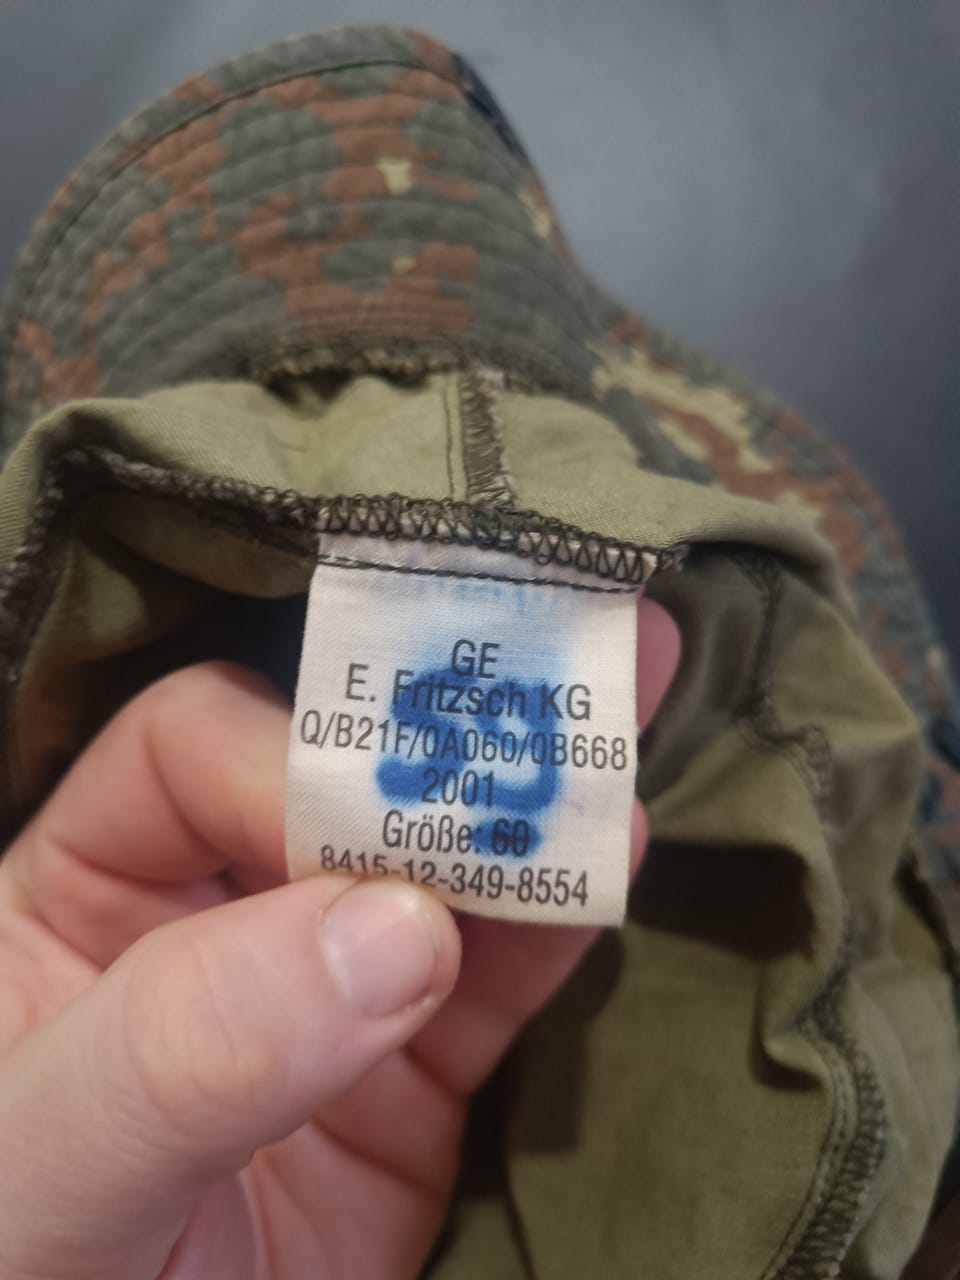 GE
E. Fritzsch KG
Q/B21F/0A060/0B668
2001
Größe: 60
8415-12-349-8554